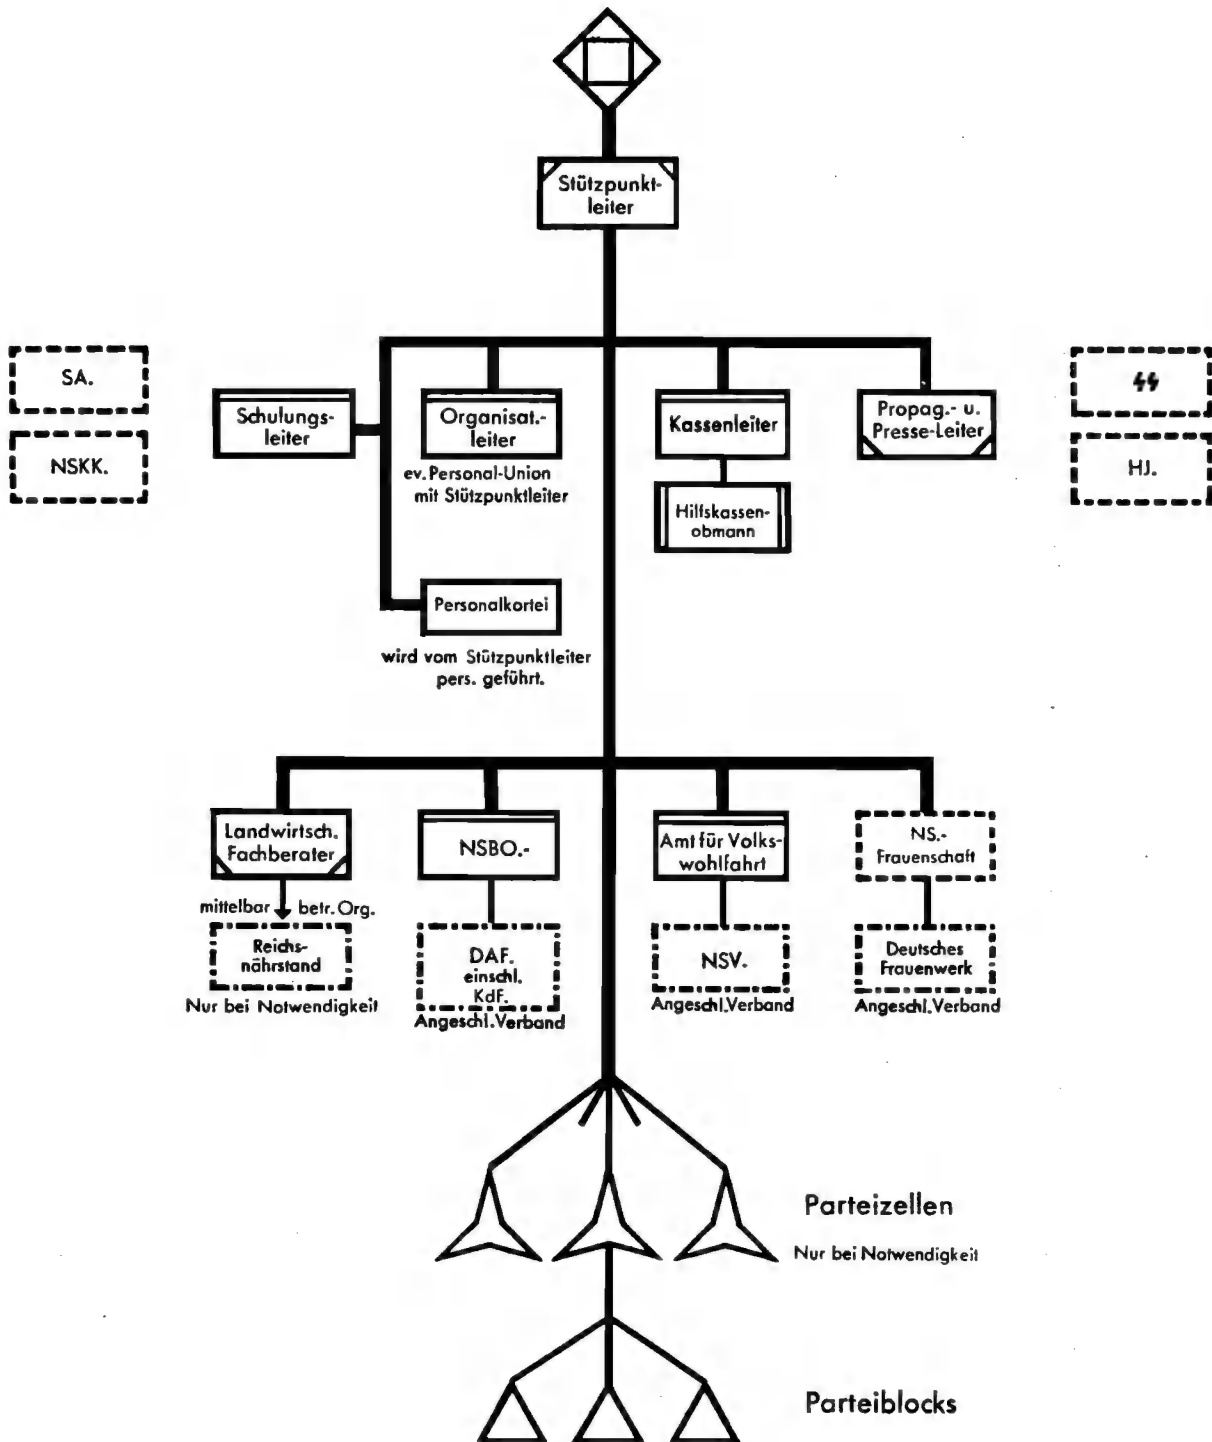 Stützpunkt-
leiter
SA.
NSKK.
Schulungs-
leiter
Organisat.-
leiter
ev. Personal-Union
mit Stützpunktleiter
Kassenleiter
Hilfskassen-
obmann
Propag.- u.
Presse-Leiter
ϟϟ
HJ.
Personalkartei
wird vom Stützpunktleiter
pers. geführt.
Landwirtsch.
Fachberater
mittelbar betr. Org.
Reichs-
nährstand
Nur bei Notwendigkeit
NSBO.-
DAF.
einschl.
KdF.
Angeschl. Verband
Amt für Volks-
wohlfahrt
NSV.
Angeschl. Verband
NS.-
Frauenschaft
Deutsches
Frauenwerk
Angeschl. Verband
Parteizellen
Nur bei Notwendigkeit
Parteiblocks